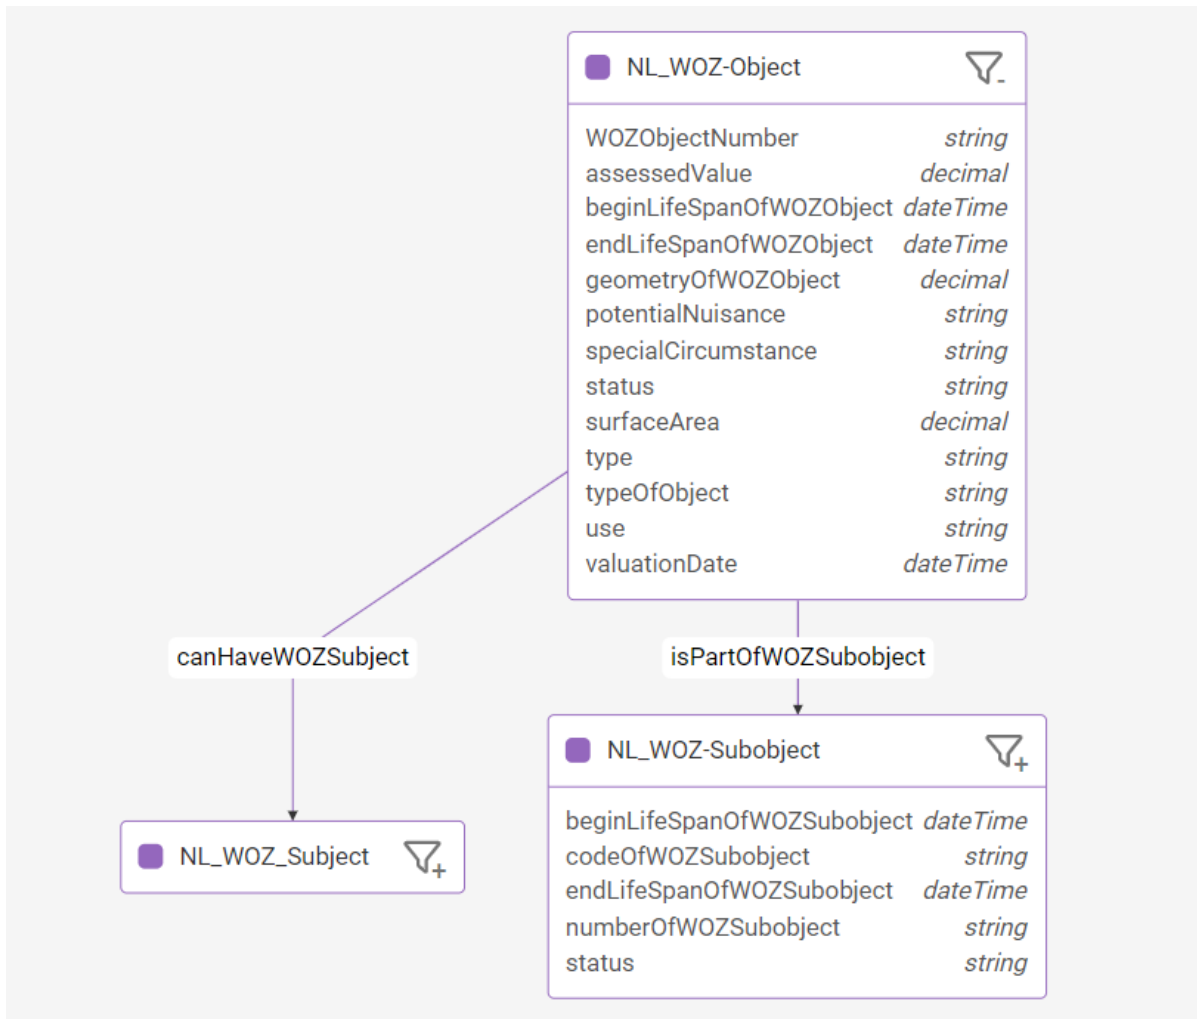 NL_WOZ-Object
WOZObjectNumber string
assessedValue decimal
beginLifeSpanOfWOZObject dateTime
endLifeSpanOfWOZObject dateTime
geometryOfWOZObject decimal
potentialNuisance string
specialCircumstance string
status string
surfaceArea decimal
type string
typeOfObject string
use string
valuationDate dateTime
canHaveWOZSubject
isPartOfWOZSubobject
NL_WOZ_Subject
NL_WOZ-Subobject
beginLifeSpanOfWOZSubobject dateTime
codeOfWOZSubobject string
endLifeSpanOfWOZSubobject dateTime
numberOfWOZSubobject string
status string